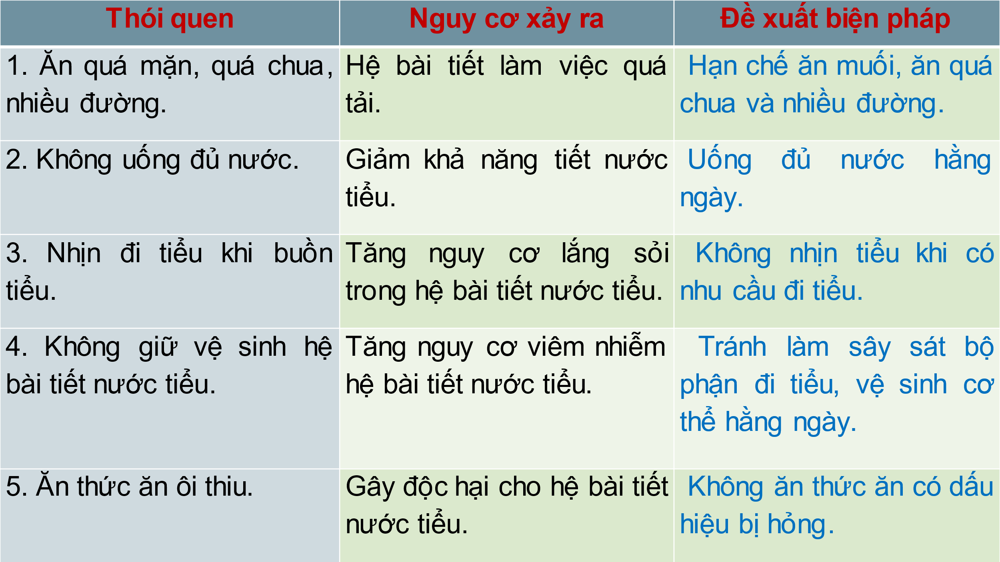 Thói quen
Nguy cơ xảy ra
Đề xuất biện pháp
1. Ăn quá mặn, quá chua,
nhiều đường.
Hệ bài tiết làm việc quá
tải.
Hạn chế ăn muối, ăn quá
chua và nhiều đường.
2. Không uống đủ nước.
Giảm khả năng tiết nước
tiểu.
Uống đủ nước hằng
ngày.
3. Nhịn đi tiểu khi buồn
tiểu.
Tăng nguy cơ lắng sỏi
trong hệ bài tiết nước tiểu.
Không nhịn tiểu khi có
nhu cầu đi tiểu.
4. Không giữ vệ sinh hệ
bài tiết nước tiểu.
Tăng nguy cơ viêm nhiễm
hệ bài tiết nước tiểu.
Tránh làm sây sát bộ
phận đi tiểu, vệ sinh cơ
thể hằng ngày.
5. Ăn thức ăn ôi thiu.
Gây độc hại cho hệ bài tiết
nước tiểu.
Không ăn thức ăn có dấu
hiệu bị hỏng.